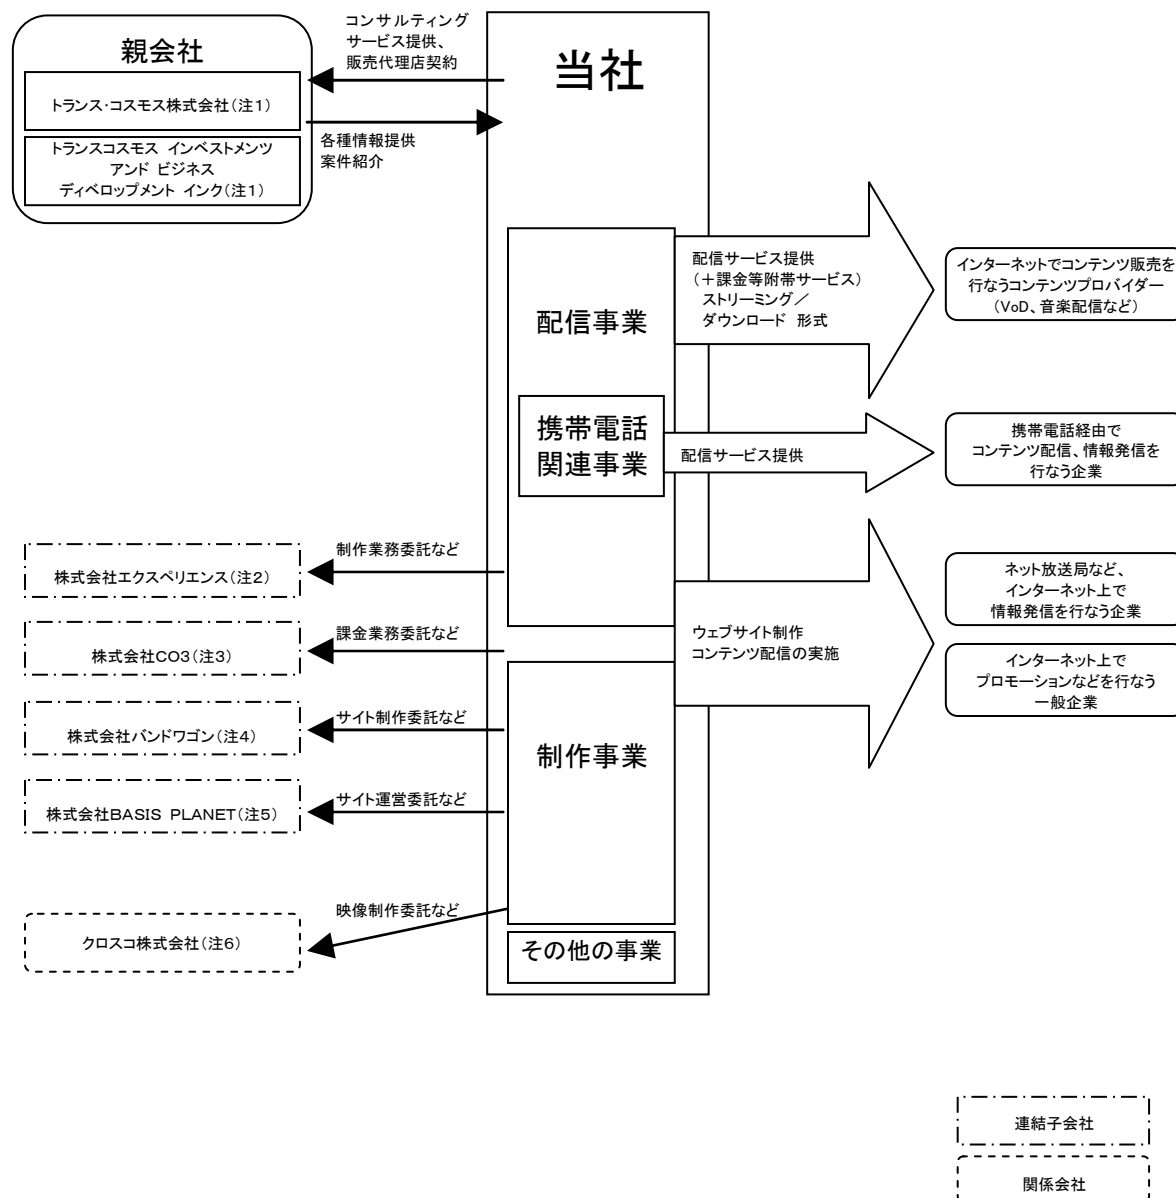 親会社
トランス・コスモス株式会社(注1)
トランスコスモス インベストメンツ
アンド ビジネス
ディベロップメント インク(注1)
コンサルティング
サービス提供、
販売代理店契約
各種情報提供
案件紹介
当社
配信事業
携帯電話
関連事業
配信サービス提供
(+課金等附帯サービス)
ストリーミング/
ダウンロード 形式
インターネットでコンテンツ販売を
行なうコンテンツプロバイダー
(VoD、音楽配信など)
配信サービス提供
携帯電話経由で
コンテンツ配信、情報発信を
行なう企業
株式会社エクスペリエンス(注2)
制作業務委託など
株式会社CO3(注3)
課金業務委託など
株式会社バンドワゴン(注4)
サイト制作委託など
株式会社BASIS PLANET(注5)
サイト運営委託など
クロスコ株式会社(注6)
映像制作委託など
制作事業
その他の事業
ウェブサイト制作
コンテンツ配信の実施
ネット放送局など、
インターネット上で
情報発信を行なう企業
インターネット上で
プロモーションなどを行なう
一般企業
連結子会社
関係会社